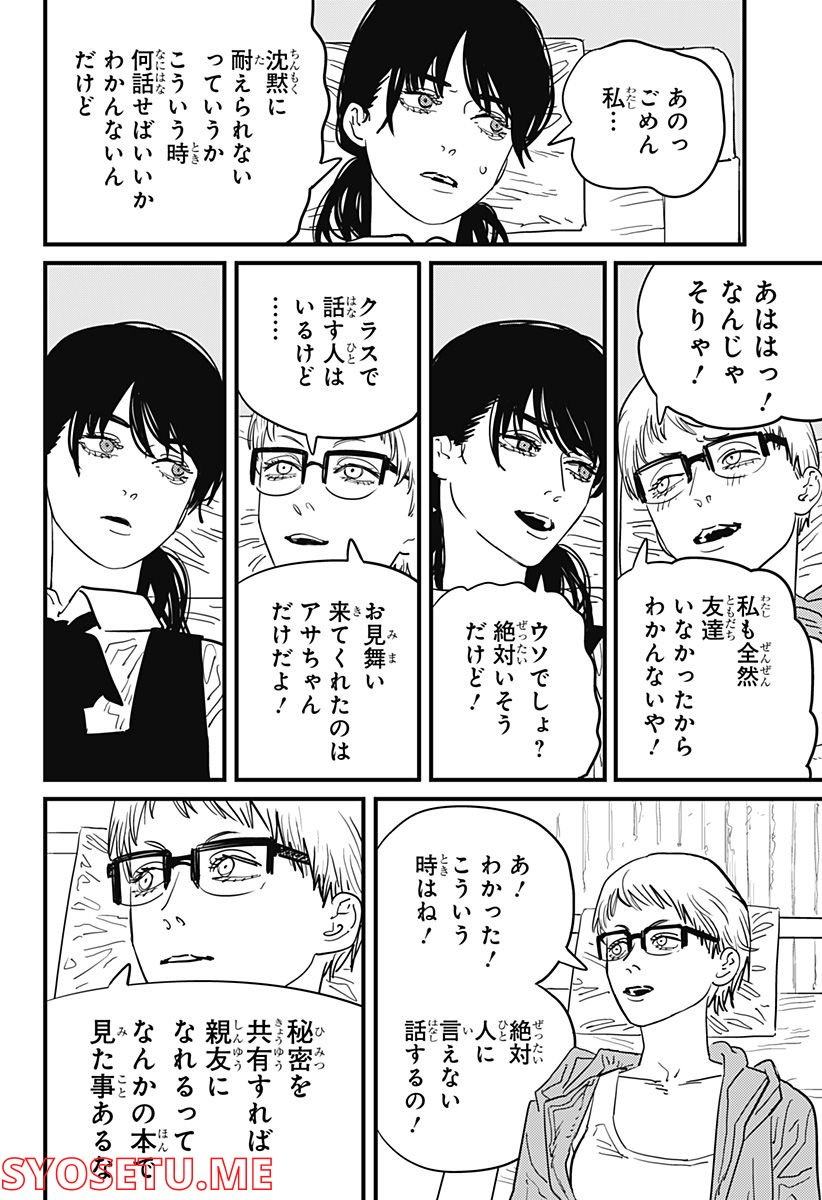 あのっ
ごめん
私…
沈黙に
耐えられない
っていうか
こういう時
何話せばいいか
わかんないん
だけど
あははっ！
なんじゃ
そりゃ！
私も全然
友達
いなかったから
わかんないや！
ウソでしょ？
絶対いそう
だけど！
クラスで
話す人は
いるけど
……
お見舞い
来てくれたのは
アサちゃん
だけだよ！
あ！
わかった！
こういう
時はね！
絶対
人に
言えない
話するの！
秘密を
共有すれば
親友に
なれるって
なんかの本で
見た事あるな
SYOSETU.ME